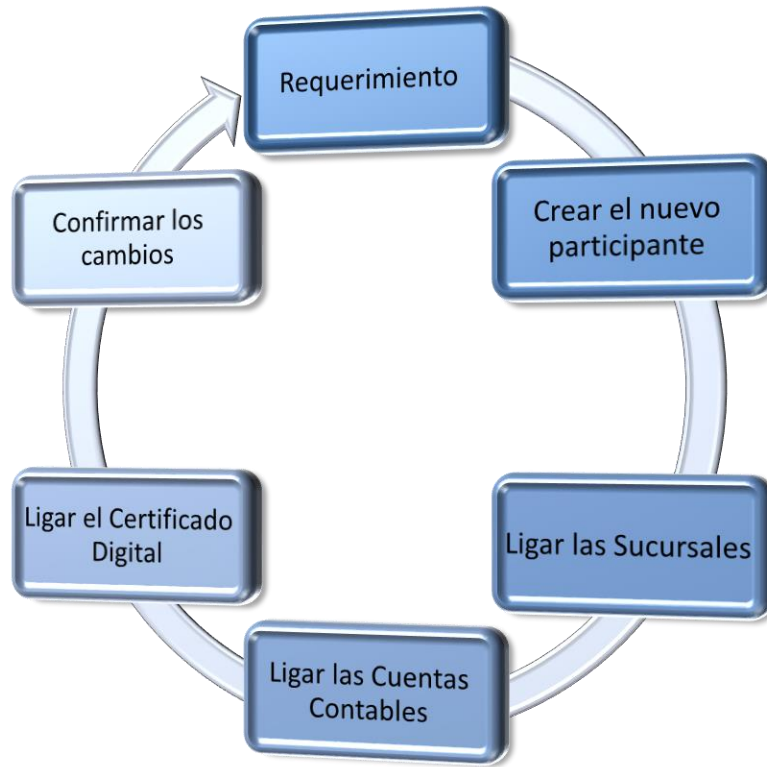 Requerimiento
Crear el nuevo
participante
Ligar las Sucursales
Ligar las Cuentas
Contables
Ligar el Certificado
Digital
Confirmar los
cambios